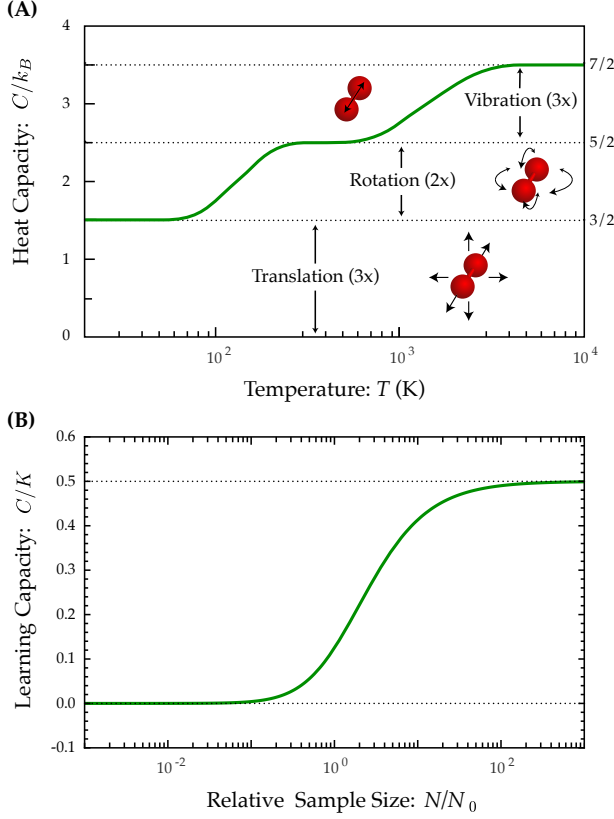 (A)
Heat Capacity: C/k_B
4
3
2
1
0
7/2
5/2
3/2
Vibration (3x)
Rotation (2x)
Translation (3x)
10^2
10^3
10^4
Temperature: T (K)
(B)
Learning Capacity: C/K
0.6
0.5
0.4
0.3
0.2
0.1
0.0
-0.1
10^-2
10^0
10^2
Relative Sample Size: N/N_0